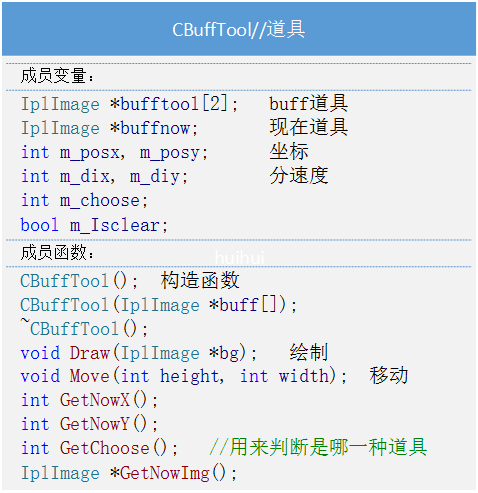 CBuffTool//道具
成员变量：
IplImage *bufftool[2];   buff道具
IplImage *buffnow;   现在道具
int m_posx, m_posy;   坐标
int m_dix, m_diy;   分速度
int m_choose;
bool m_Isclear;
成员函数：
huihui
CBuffTool();   构造函数
CBuffTool(IplImage *buff[]);
~CBuffTool();
void Draw(IplImage *bg);   绘制
void Move(int height, int width);   移动
int GetNowX();
int GetNowY();
int GetChoose();   //用来判断是哪一种道具
IplImage *GetNowImg();